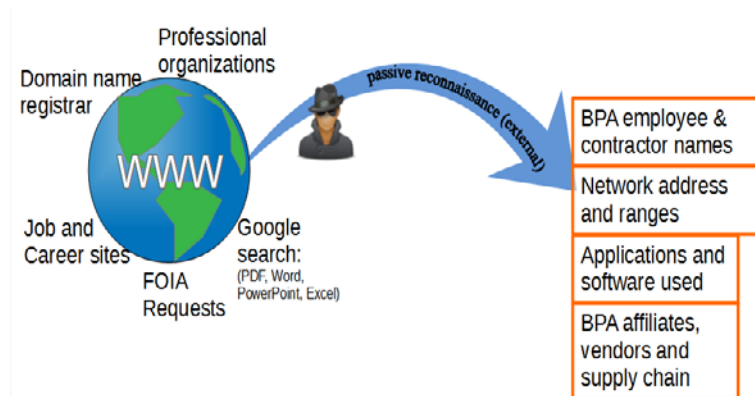 Professional
organizations
Domain name
registrar
WWW
Job and
Career sites
FOIA
Requests
Google
search:
(PDF, Word,
PowerPoint, Excel)
passive reconnaissance (external)
BPA employee &
contractor names
Network address
and ranges
Applications and
software used
BPA affiliates,
vendors and
supply chain